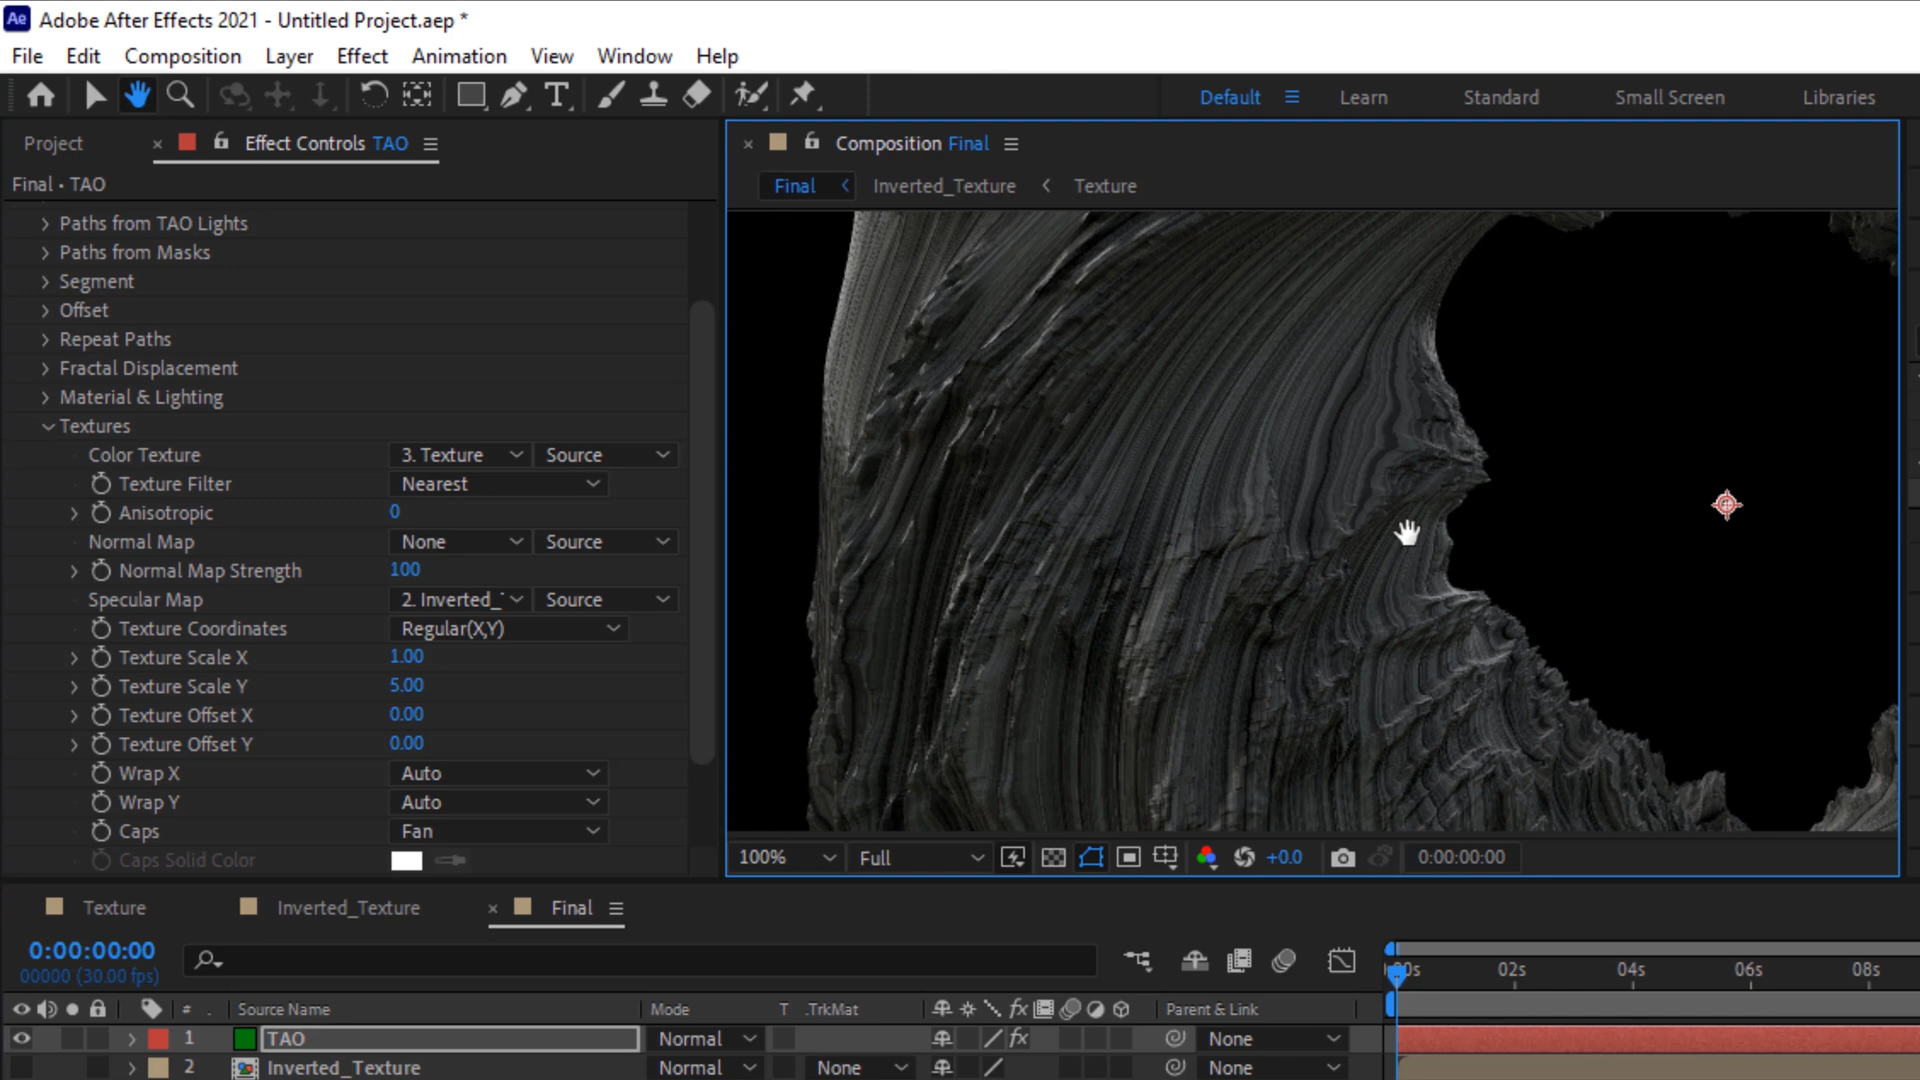 Ae Adobe After Effects 2021 - Untitled Project.aep *
File Edit Composition Layer Effect Animation View Window Help
T Default Learn Standard Small Screen Libraries
Project × Effect Controls TAO
× Composition Final
Final • TAO
Final Inverted_Texture Texture
Paths from TAO Lights
Paths from Masks
Segment
Offset
Repeat Paths
Fractal Displacement
Material & Lighting
Textures
Color Texture 3. Texture Source
Texture Filter Nearest
Anisotropic 0
Normal Map None Source
Normal Map Strength 100
Specular Map 2. Inverted_ Source
Texture Coordinates Regular(X,Y)
Texture Scale X 1.00
Texture Scale Y 5.00
Texture Offset X 0.00
Texture Offset Y 0.00
Wrap X Auto
Wrap Y Auto
Caps Fan
Caps Solid Color
100% Full +0.0 0:00:00:00
Texture Inverted_Texture × Final
0:00:00:00
00000 (30.00 fps)
00s 02s 04s 06s 08s
# . Source Name Mode T .TrkMat fx Parent & Link
1 TAO Normal fx None
2 Inverted_Texture Normal None None